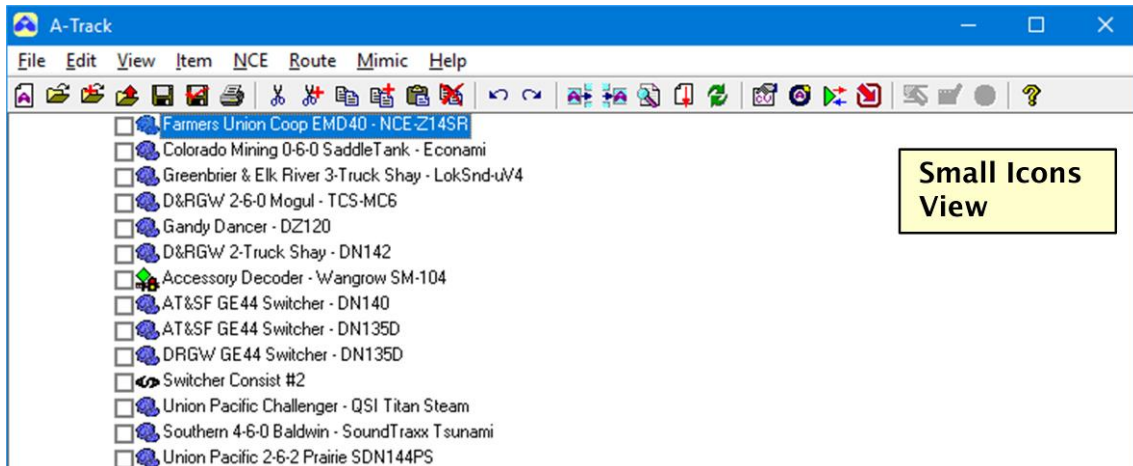 A-Track
File Edit View Item NCE Route Mimic Help
Farmers Union Coop EMD40 - NCE-Z14SR
Colorado Mining 0-6-0 SaddleTank - Econami
Greenbrier & Elk River 3-Truck Shay - LokSnd-uV4
D&RGW 2-6-0 Mogul - TCS-MC6
Gandy Dancer - DZ120
D&RGW 2-Truck Shay - DN142
Accessory Decoder - Wangrow SM-104
AT&SF GE44 Switcher - DN140
AT&SF GE44 Switcher - DN135D
DRGW GE44 Switcher - DN135D
Switcher Consist #2
Union Pacific Challenger - QSI Titan Steam
Southern 4-6-0 Baldwin - SoundTraxx Tsunami
Union Pacific 2-6-2 Prairie SDN144PS
Small Icons
View